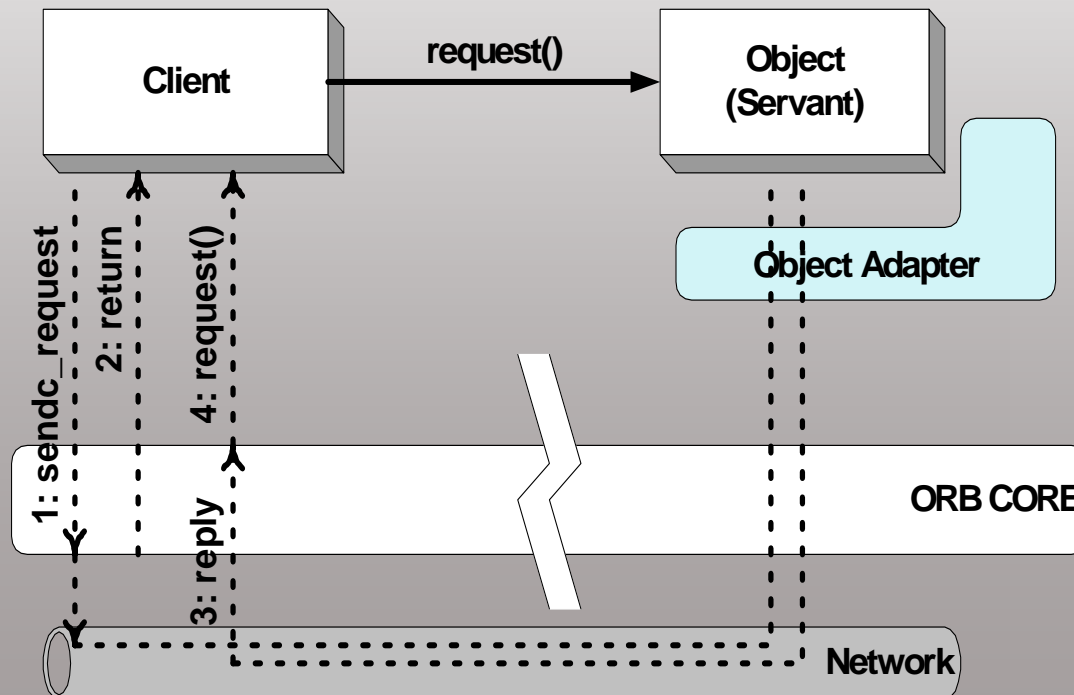 Client
request()
Object
(Servant)
Object Adapter
1: sendc_request
2: return
4: request()
3: reply
ORB CORE
Network